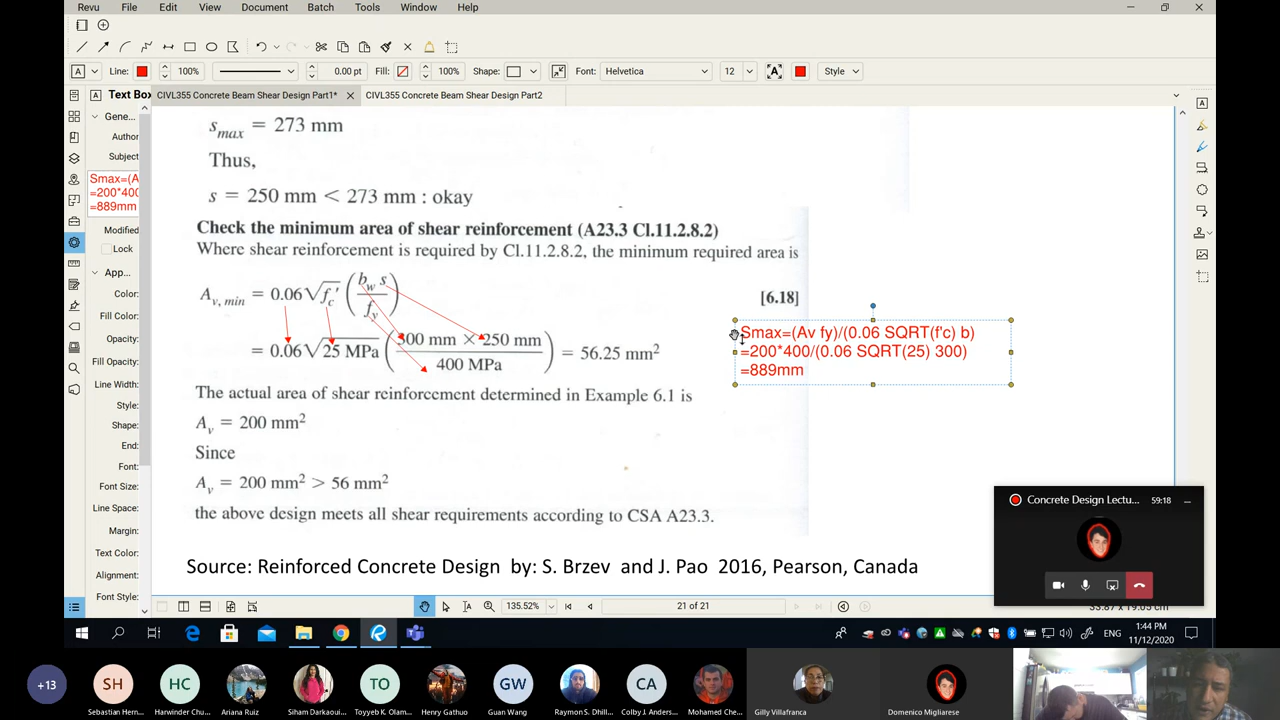 Revu File Edit View Document Batch Tools Window Help
Line: 100% 0.00 pt Fill: 100% Shape: Font: Helvetica 12 A Style
CIVL355 Concrete Beam Shear Design Part1* CIVL355 Concrete Beam Shear Design Part2
A Text Box
Gene...
Author
Subject
Smax=(A
=200*400
=889mm
Modified
Lock
App...
Color:
Fill Color:
Opacity:
Fill Opacity:
Style:
Shape:
End:
Font:
Font Size:
Line Space:
Margin:
Text Color:
Alignment:
Font Style:
s_max = 273 mm
Thus,
s = 250 mm < 273 mm : okay
Check the minimum area of shear reinforcement (A23.3 Cl.11.2.8.2)
Where shear reinforcement is required by Cl.11.2.8.2, the minimum required area is
A_v, min = 0.06√f_c' (b_w s / f_y)
[6.18]
= 0.06√25 MPa (300 mm × 250 mm / 400 MPa) = 56.25 mm²
The actual area of shear reinforcement determined in Example 6.1 is
A_v = 200 mm²
Since
A_v = 200 mm² > 56 mm²
the above design meets all shear requirements according to CSA A23.3.
Smax=(Av fy)/(0.06 SQRT(f'c) b)
=200*400/(0.06 SQRT(25) 300)
=889mm
Source: Reinforced Concrete Design by: S. Brzev and J. Pao 2016, Pearson, Canada
Concrete Design Lectu... 59:18
135.52% 21 of 21 33.87 x 19.05 cm
ENG 1:44 PM
11/12/2020
+13 SH HC TO GW CA
Sebastian Hern... Harwinder Chu... Ariana Ruiz Siham Darkaoui... Toyyeb K. Olam... Henry Gathuo Guan Wang Raymon S. Dhill... Colby J. Anders... Mohamed Che... Gilly Villafranca Domenico Migliarese